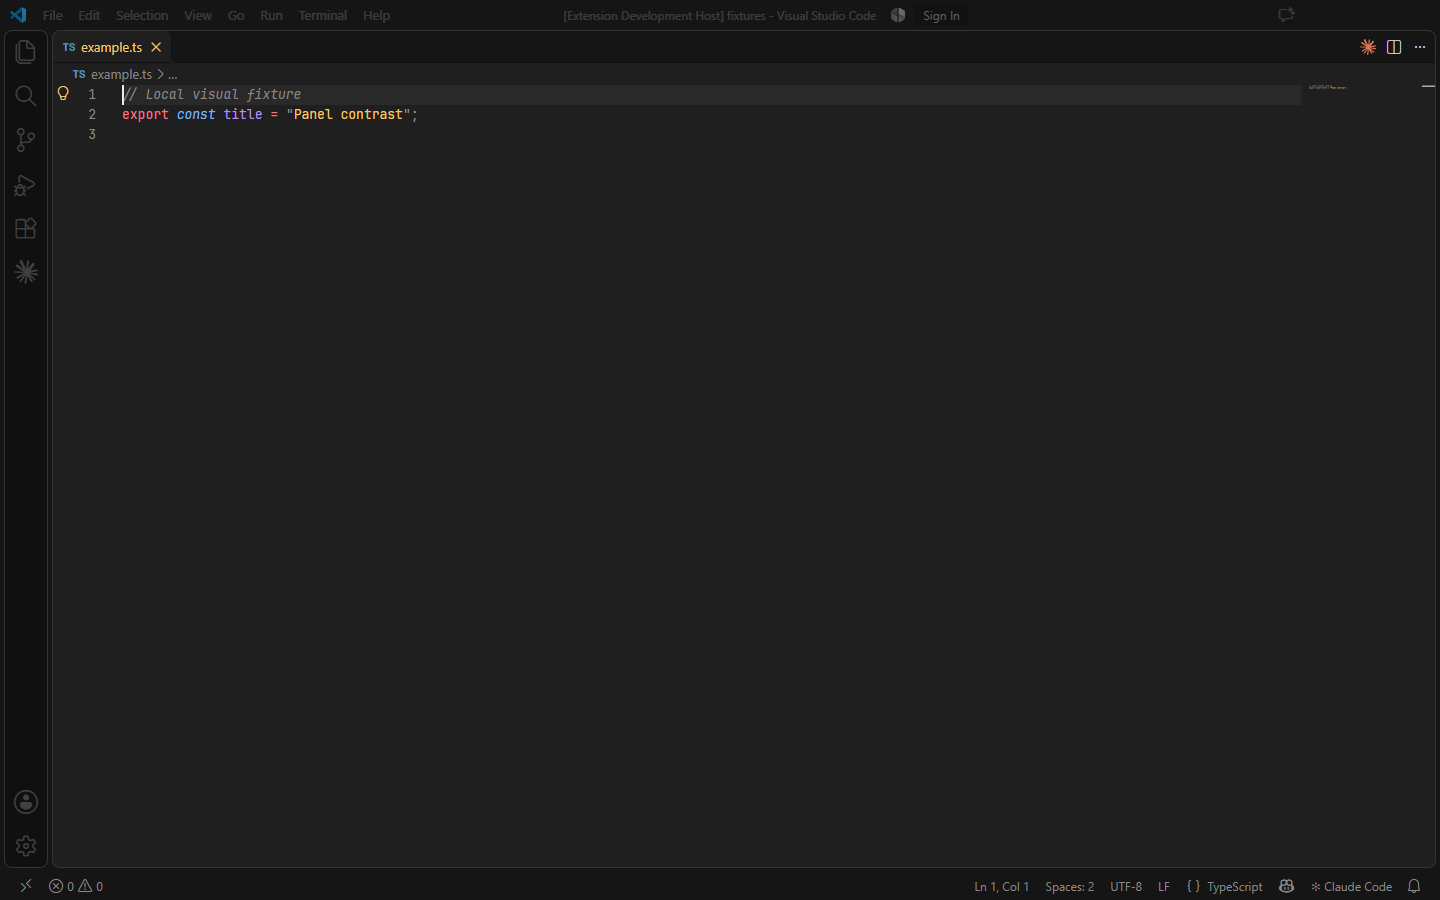 File Edit Selection View Go Run Terminal Help
[Extension Development Host] fixtures - Visual Studio Code
Sign In
TS example.ts
TS example.ts > ...
1 // Local visual fixture
2 export const title = "Panel contrast";
3
0 0
Ln 1, Col 1 Spaces: 2 UTF-8 LF { } TypeScript Claude Code